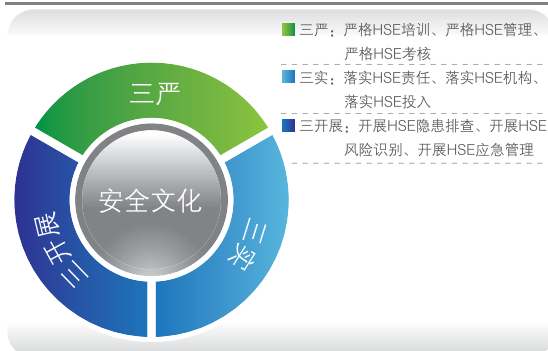 三严：严格HSE培训、严格HSE管理、
严格HSE考核
三实：落实HSE责任、落实HSE机构、
落实HSE投入
三开展：开展HSE隐患排查、开展HSE
风险识别、开展HSE应急管理
三严
安全文化
三开展
三实